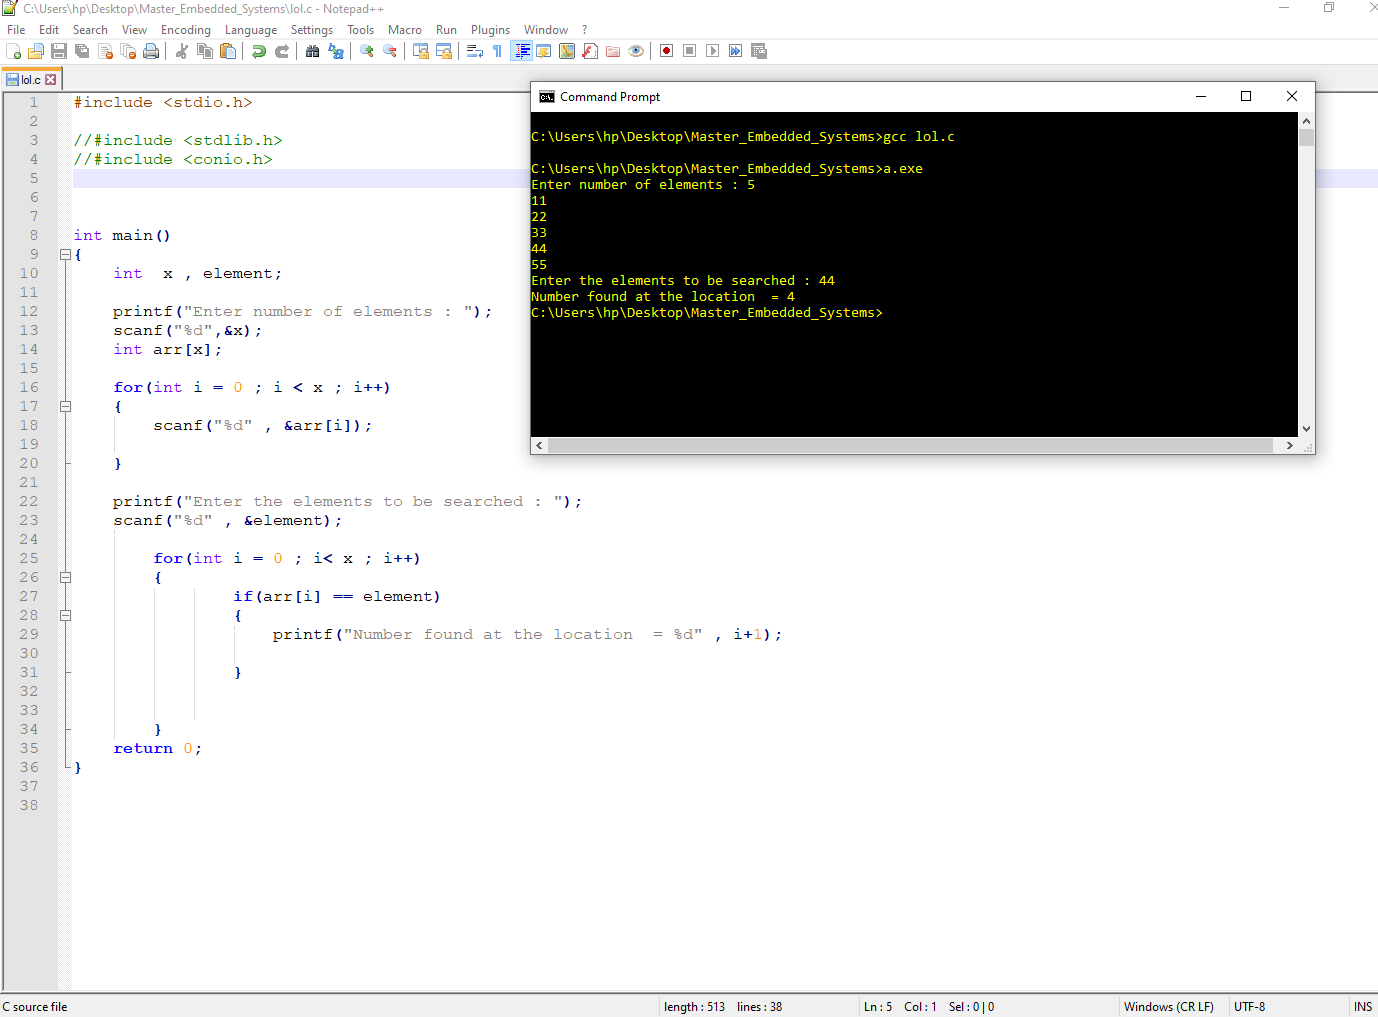 C:\Users\hp\Desktop\Master_Embedded_Systems\lol.c - Notepad++
File Edit Search View Encoding Language Settings Tools Macro Run Plugins Window ?
lol.c
1 #include <stdio.h>
2
3 //#include <stdlib.h>
4 //#include <conio.h>
5
6
7
8 int main()
9 {
10 int  x , element;
11
12 printf("Enter number of elements : ");
13 scanf("%d",&x);
14 int arr[x];
15
16 for(int i = 0 ; i < x ; i++)
17 {
18 scanf("%d" , &arr[i]);
19
20 }
21
22 printf("Enter the elements to be searched : ");
23 scanf("%d" , &element);
24
25 for(int i = 0 ; i< x ; i++)
26 {
27 if(arr[i] == element)
28 {
29 printf("Number found at the location  = %d" , i+1);
30
31 }
32
33
34 }
35 return 0;
36 }
37
38
Command Prompt
C:\Users\hp\Desktop\Master_Embedded_Systems>gcc lol.c
C:\Users\hp\Desktop\Master_Embedded_Systems>a.exe
Enter number of elements : 5
11
22
33
44
55
Enter the elements to be searched : 44
Number found at the location  = 4
C:\Users\hp\Desktop\Master_Embedded_Systems>
C source file length : 513 lines : 38 Ln : 5 Col : 1 Sel : 0 | 0 Windows (CR LF) UTF-8 INS